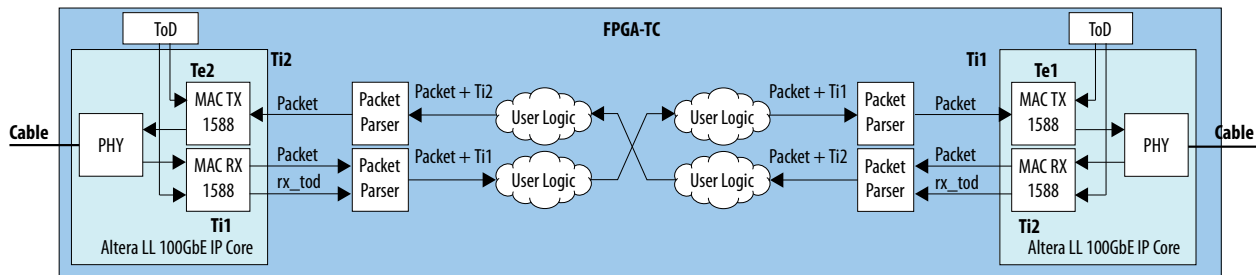 FPGA-TC
ToD
ToD
Ti2
Ti1
Te2
Te1
MAC TX
1588
Packet
Packet
Parser
Packet + Ti2
User Logic
User Logic
Packet + Ti1
Packet
Parser
Packet
MAC TX
1588
Cable
PHY
PHY
Cable
MAC RX
1588
Packet
rx_tod
Packet
Parser
Packet + Ti1
User Logic
User Logic
Packet + Ti2
Packet
Parser
Packet
rx_tod
MAC RX
1588
Ti1
Ti2
Altera LL 100GbE IP Core
Altera LL 100GbE IP Core